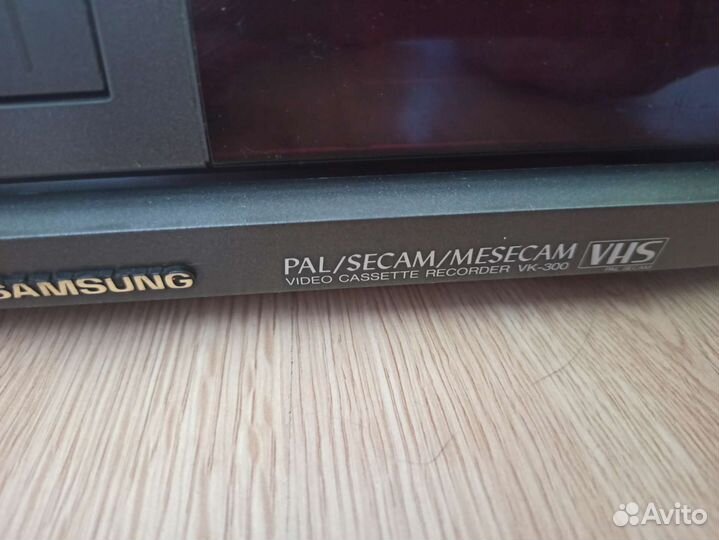 SAMSUNG
PAL/SECAM/MESECAM
VIDEO CASSETTE RECORDER VK-300
VHS
PAL SECAM
Avito